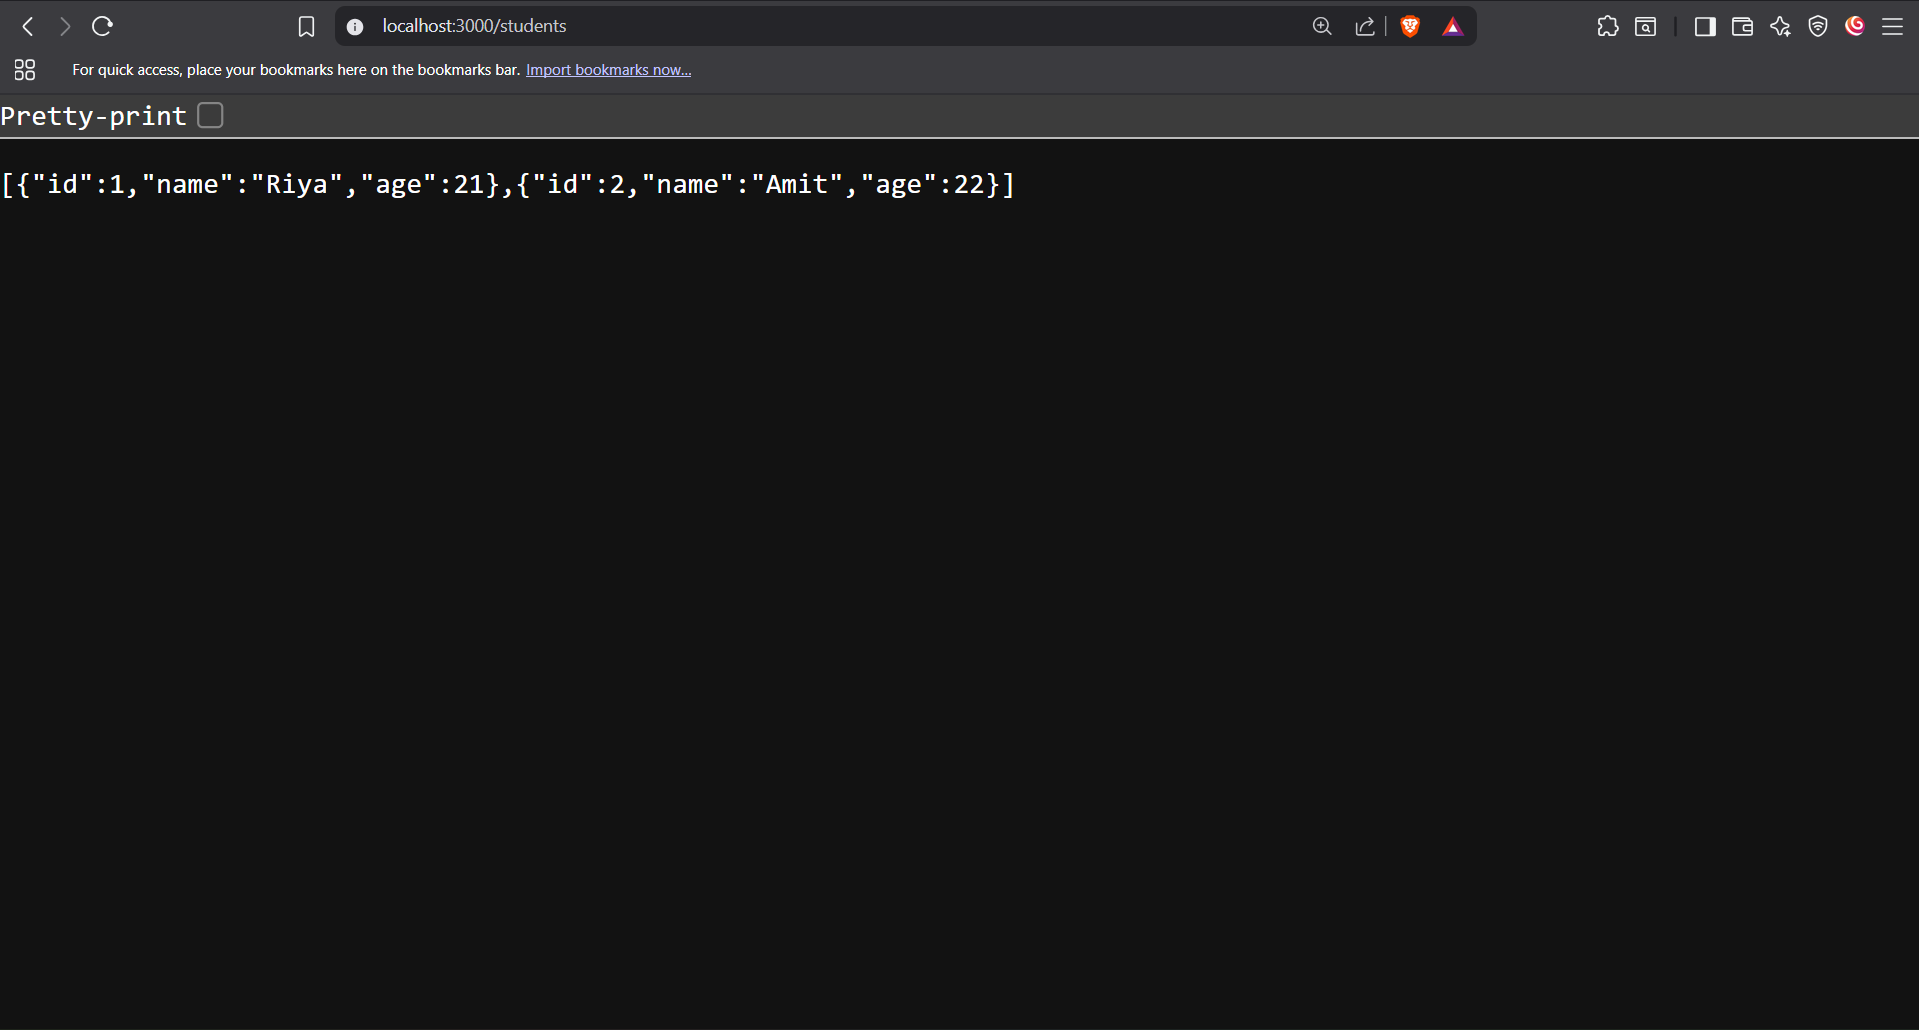 localhost:3000/students
For quick access, place your bookmarks here on the bookmarks bar. Import bookmarks now...
Pretty-print
[{"id":1,"name":"Riya","age":21},{"id":2,"name":"Amit","age":22}]